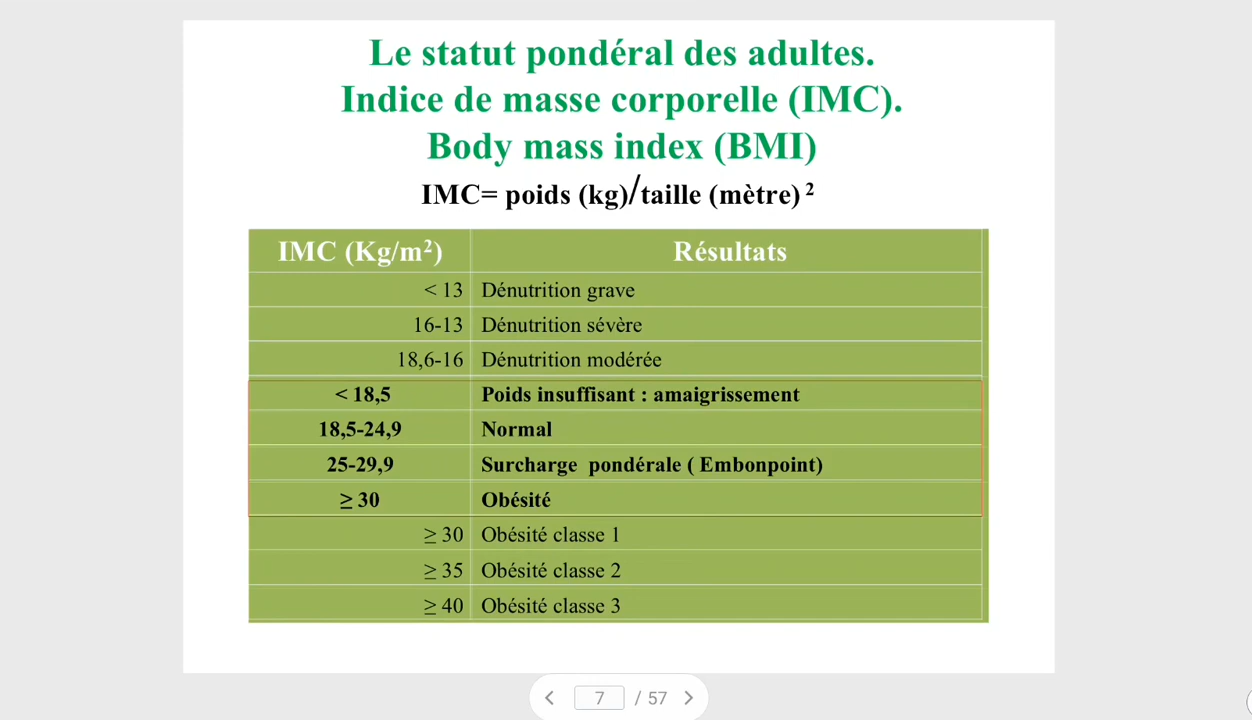 Le statut pondéral des adultes.
Indice de masse corporelle (IMC).
Body mass index (BMI)
IMC= poids (kg)/taille (mètre) ²
IMC (Kg/m²) Résultats
< 13 Dénutrition grave
16-13 Dénutrition sévère
18,6-16 Dénutrition modérée
< 18,5 Poids insuffisant : amaigrissement
18,5-24,9 Normal
25-29,9 Surcharge pondérale ( Embonpoint)
≥ 30 Obésité
≥ 30 Obésité classe 1
≥ 35 Obésité classe 2
≥ 40 Obésité classe 3
7 / 57